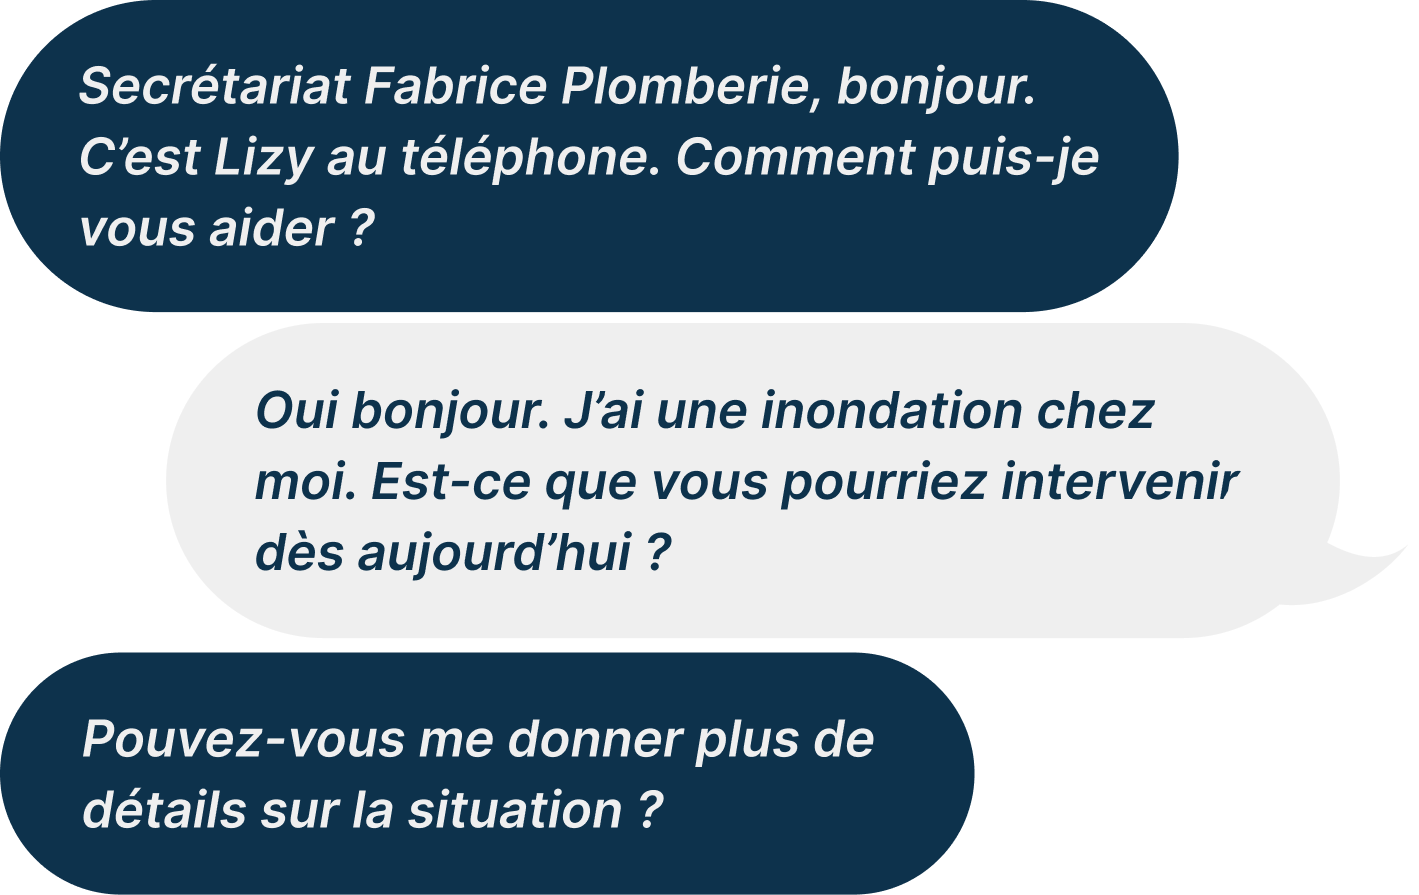 Secrétariat Fabrice Plomberie, bonjour.
C’est Lizy au téléphone. Comment puis-je
vous aider ?
Oui bonjour. J’ai une inondation chez
moi. Est-ce que vous pourriez intervenir
dès aujourd’hui ?
Pouvez-vous me donner plus de
détails sur la situation ?